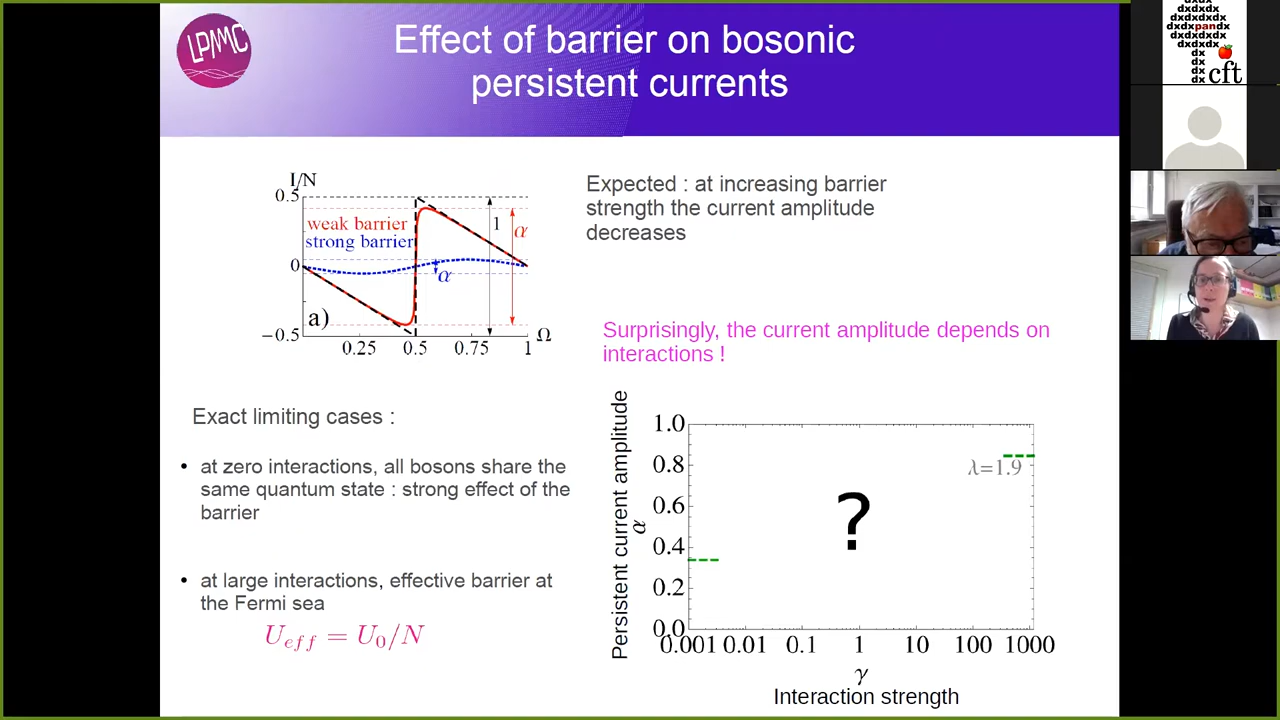 LPMMC
Effect of barrier on bosonic
persistent currents
I/N
0.5
weak barrier
strong barrier
1
α
0
α
a)
−0.5
0.25 0.5 0.75 1 Ω
Expected : at increasing barrier
strength the current amplitude
decreases
Surprisingly, the current amplitude depends on
interactions !
Exact limiting cases :
• at zero interactions, all bosons share the
same quantum state : strong effect of the
barrier
• at large interactions, effective barrier at
the Fermi sea
U_eff = U_0/N
Persistent current amplitude
α
1.0
0.8
0.6
0.4
0.2
0.0
λ=1.9
?
0.001 0.01 0.1 1 10 100 1000
γ
Interaction strength
dxdx
dxdxdx
dxdxdxdx
dxdxpandx
dxdxdxdx
dxdxdx
dx
dx
dx
cft